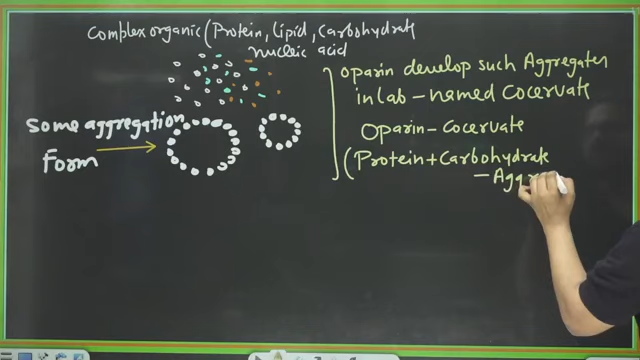 Complex organic (Protein, Lipid, Carbohydrate
nucleic acid
Some aggregation
Form
Oparin develop such Aggregates
in Lab - named Cocervate
Oparin - Cocervate
(Protein + Carbohydrate
- Aggre